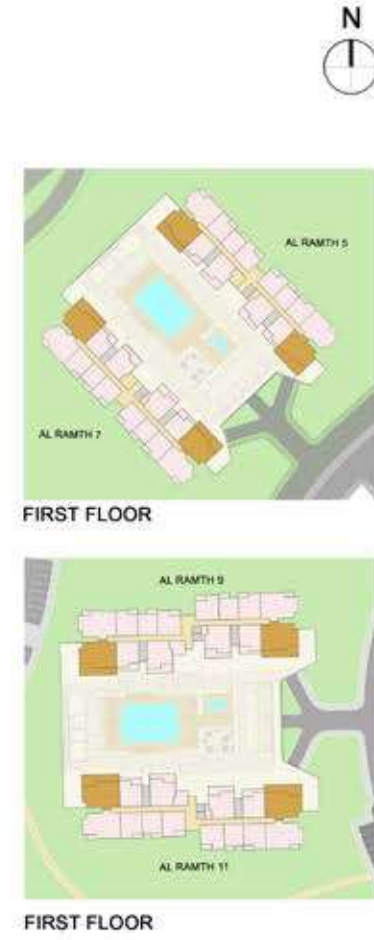 N
AL RAMTH 5
AL RAMTH 7
FIRST FLOOR
AL RAMTH 9
AL RAMTH 11
FIRST FLOOR